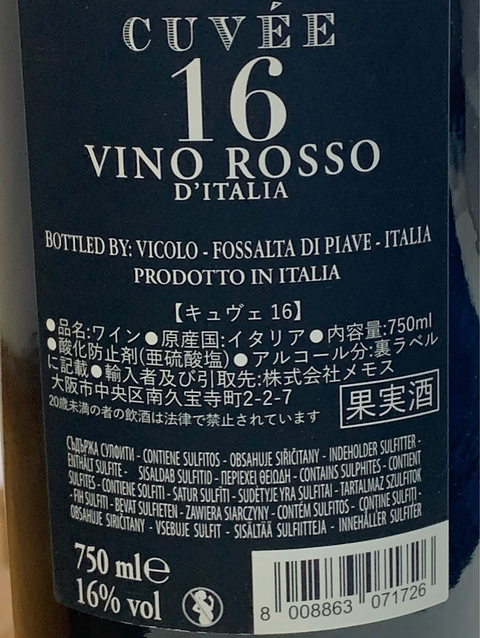 CUVÉE
16
VINO ROSSO
D'ITALIA
BOTTLED BY: VICOLO - FOSSALTA DI PIAVE - ITALIA
PRODOTTO IN ITALIA
【キュヴェ 16】
●品名:ワイン●原産国:イタリア●内容量:750ml
●酸化防止剤(亜硫酸塩)●アルコール分:裏ラベル
に記載●輸入者及び引取先:株式会社メモス
大阪市中央区南久宝寺町2-2-7
20歳未満の者の飲酒は法律で禁止されています
果実酒
СЪДЪРЖА СУЛФИТИ - CONTIENE SULFITOS - OBSAHUJE SIŘIČITANY - INDEHOLDER SULFITTER -
ENTHÄLT SULFITE - SISALDAB SULFITID - ΠΕΡΙΕΧΕΙ ΘΕΙΩΔΗ - CONTAINS SULPHITES - CONTIENT
SULFITES - CONTIENE SOLFITI - SATUR SULFĪTI - SUDĖTYJE YRA SULFITAI - TARTALMAZ SZULFITOK
- FIH SULFITI - BEVAT SULFIETEN - ZAWIERA SIARCZYNY - CONTÉM SULFITOS - CONȚINE SULFITI -
OBSAHUJE SIRIČITANY - VSEBUJE SULFIT - SISÄLTÄÄ SULFIITTEJA - INNEHÅLLER SULFITER
750 ml℮
16% vol
8 008863 071726